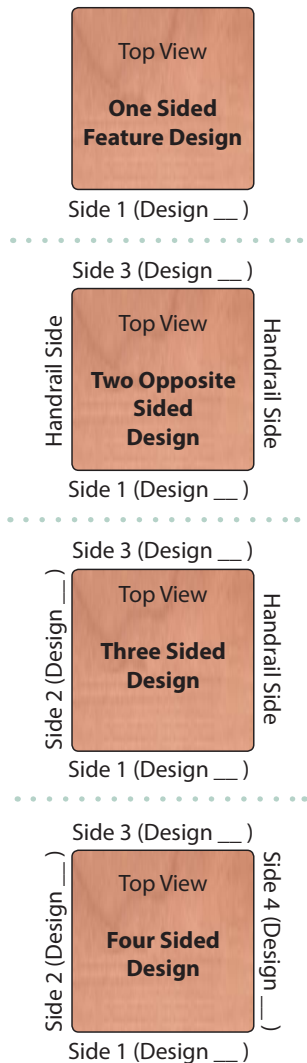 Top View
One Sided
Feature Design
Side 1 (Design __ )
Side 3 (Design __ )
Handrail Side
Top View
Two Opposite
Sided
Design
Handrail Side
Side 1 (Design __ )
Side 3 (Design __ )
Side 2 (Design __ )
Top View
Three Sided
Design
Handrail Side
Side 1 (Design __ )
Side 3 (Design __ )
Side 2 (Design __ )
Top View
Four Sided
Design
Side 4 (Design __ )
Side 1 (Design __ )